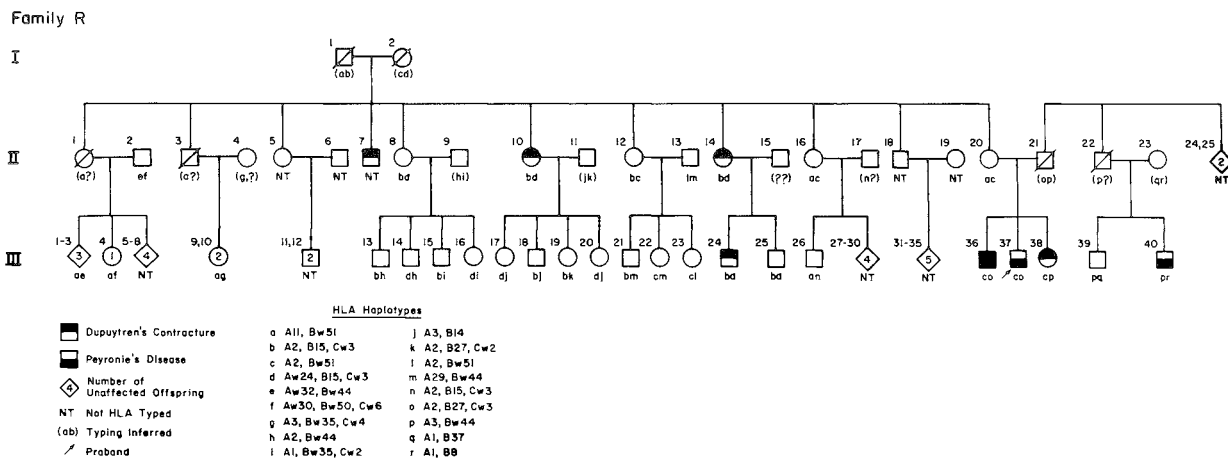 Family R
I
1 2
(ab) (cd)
II
1 2 3 4 5 6 7 8 9 10 11 12 13 14 15 16 17 18 19 20 21 22 23 24,25
2
(a?) ef (a?) (g,?) NT NT NT bd (hi) bd (jk) bc lm bd (??) ac (n?) NT NT ac (op) (p?) (qr) NT
III
1-3 4 5-8 9,10 11,12 13 14 15 16 17 18 19 20 21 22 23 24 25 26 27-30 31-35 36 37 38 39 40
3 1 4 2 2 4 5
ae af NT ag NT bh dh bi di dj bj bk dj bm cm cl bd bd an NT NT co co cp pq pr
HLA Haplotypes
Dupuytren's Contracture
Peyronie's Disease
4 Number of
Unaffected Offspring
NT Not HLA Typed
(ab) Typing Inferred
Proband
a A11, Bw51
b A2, B15, Cw3
c A2, Bw51
d Aw24, B15, Cw3
e Aw32, Bw44
f Aw30, Bw50, Cw6
g A3, Bw35, Cw4
h A2, Bw44
i A1, Bw35, Cw2
j A3, B14
k A2, B27, Cw2
l A2, Bw51
m A29, Bw44
n A2, B15, Cw3
o A2, B27, Cw3
p A3, Bw44
q A1, B37
r A1, B8